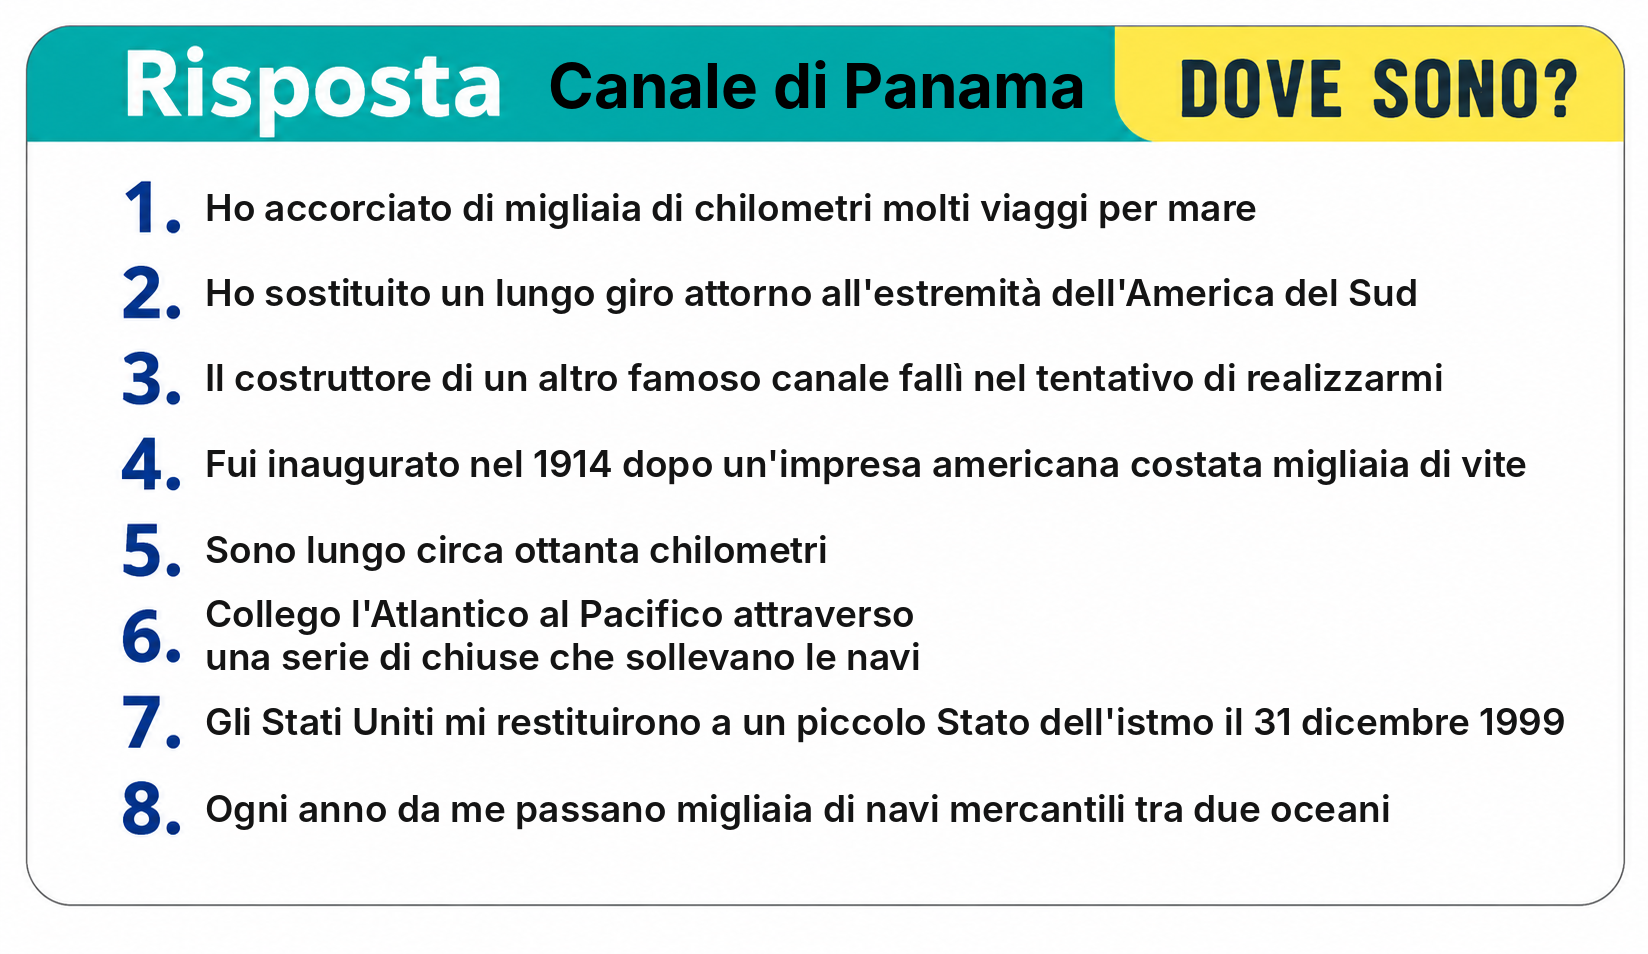 Risposta Canale di Panama DOVE SONO?
1. Ho accorciato di migliaia di chilometri molti viaggi per mare
2. Ho sostituito un lungo giro attorno all'estremità dell'America del Sud
3. Il costruttore di un altro famoso canale fallì nel tentativo di realizzarmi
4. Fui inaugurato nel 1914 dopo un'impresa americana costata migliaia di vite
5. Sono lungo circa ottanta chilometri
6. Collego l'Atlantico al Pacifico attraverso
una serie di chiuse che sollevano le navi
7. Gli Stati Uniti mi restituirono a un piccolo Stato dell'istmo il 31 dicembre 1999
8. Ogni anno da me passano migliaia di navi mercantili tra due oceani